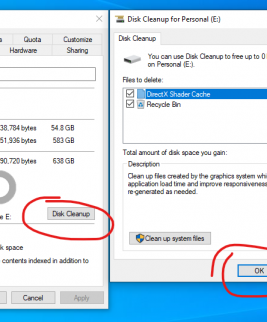 s
Quota
Customize
Hardware
Sharing
38,784 bytes 54.8 GB
51,936 bytes 583 GB
90,720 bytes 638 GB
e E:
Disk Cleanup
sk space
contents indexed in addition to
Cancel
Apply
Disk Cleanup for Personal (E:)
Disk Cleanup
You can use Disk Cleanup to free up to 0
on Personal (E:).
Files to delete:
DirectX Shader Cache
Recycle Bin
Total amount of disk space you gain:
Description
Clean up files created by the graphics system whi
application load time and improve responsiveness
re-generated as needed.
Clean up system files
OK